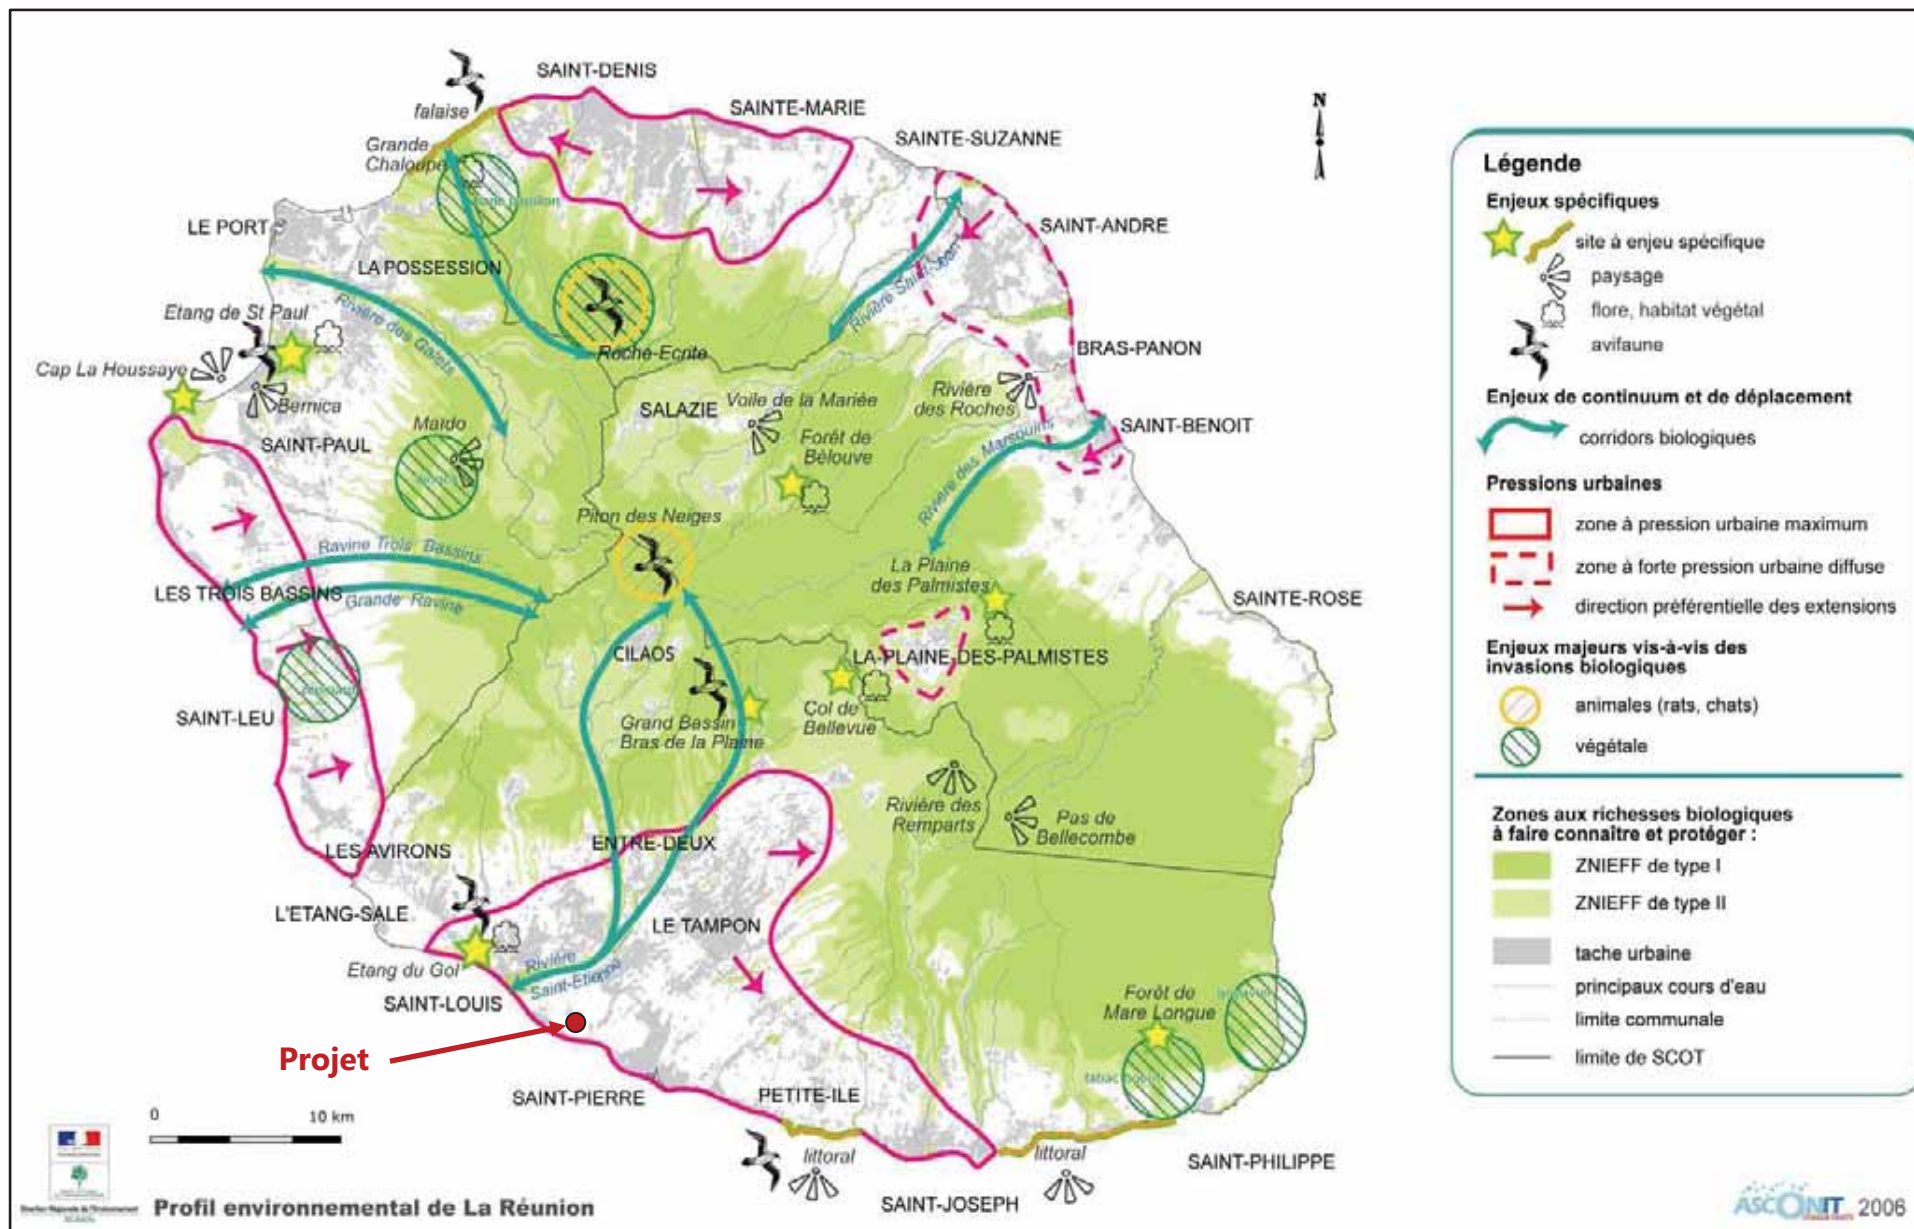 SAINT-DENIS
falaise
SAINTE-MARIE
Grande
Chaloupe
SAINTE-SUZANNE
LE PORT
SAINT-ANDRE
LA POSSESSION
Rivière Saint-Jean
Etang de St Paul
Rivière des Galets
Roche-Ecrite
BRAS-PANON
Cap La Houssaye
Bernica
SALAZIE
Voile de la Mariée
Rivière
des Roches
SAINT-PAUL
Maïdo
Forêt de
Bélouve
SAINT-BENOIT
Rivière des Marsouins
Piton des Neiges
Ravine Trois Bassins
La Plaine
des Palmistes
LES TROIS BASSINS
Grande Ravine
SAINTE-ROSE
CILAOS
LA-PLAINE-DES-PALMISTES
SAINT-LEU
Grand Bassin
Bras de la Plaine
Col de
Bellevue
Rivière des
Remparts
Pas de
Bellecombe
LES AVIRONS
ENTRE-DEUX
L'ETANG-SALE
LE TAMPON
Etang du Gol
Rivière
Saint-Etienne
SAINT-LOUIS
Forêt de
Mare Longue
Projet
SAINT-PIERRE
PETITE-ILE
littoral
littoral
SAINT-PHILIPPE
SAINT-JOSEPH
0 10 km
Profil environnemental de La Réunion
N
Légende
Enjeux spécifiques
site à enjeu spécifique
paysage
flore, habitat végétal
avifaune
Enjeux de continuum et de déplacement
corridors biologiques
Pressions urbaines
zone à pression urbaine maximum
zone à forte pression urbaine diffuse
direction préférentielle des extensions
Enjeux majeurs vis-à-vis des
invasions biologiques
animales (rats, chats)
végétale
Zones aux richesses biologiques
à faire connaître et protéger :
ZNIEFF de type I
ZNIEFF de type II
tache urbaine
principaux cours d'eau
limite communale
limite de SCOT
ASCONIT 2006